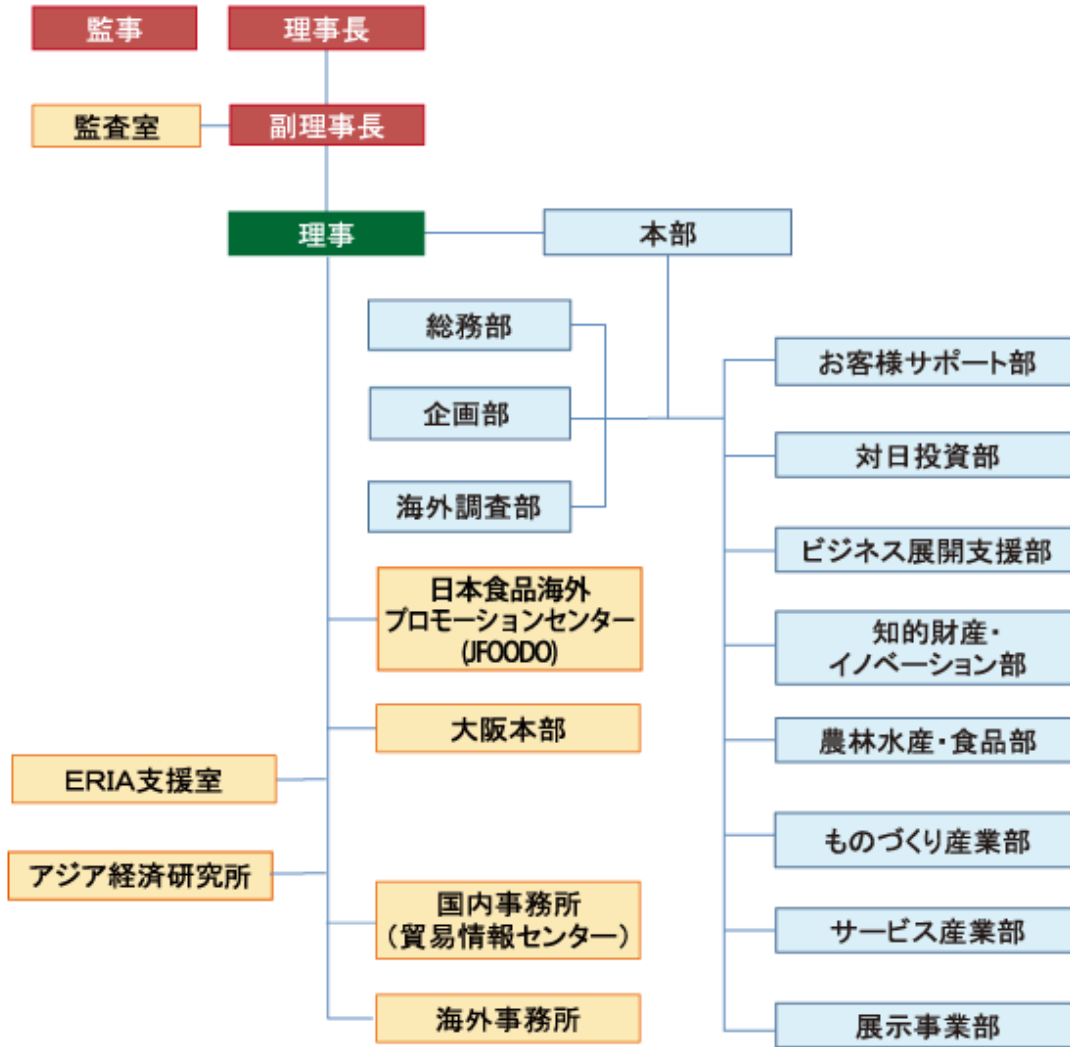 監事
理事長
監査室
副理事長
理事
本部
総務部
企画部
海外調査部
お客様サポート部
対日投資部
ビジネス展開支援部
知的財産・
イノベーション部
農林水産・食品部
ものづくり産業部
サービス産業部
展示事業部
日本食品海外
プロモーションセンター
(JFOODO)
大阪本部
ERIA支援室
アジア経済研究所
国内事務所
(貿易情報センター)
海外事務所